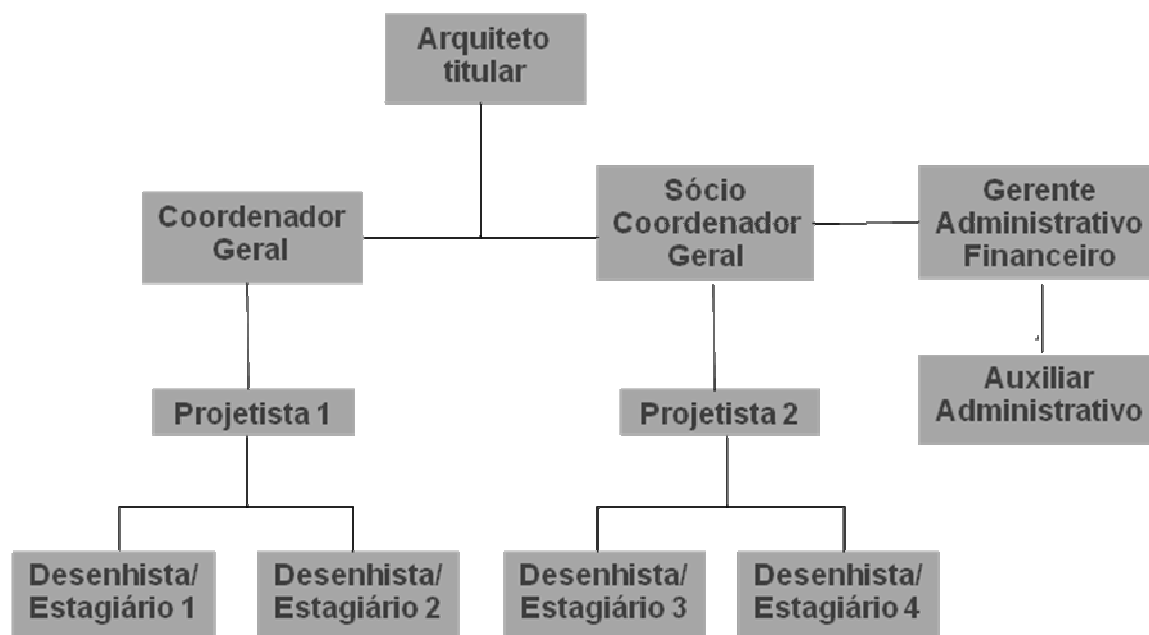 Arquiteto
titular
Coordenador
Geral
Sócio
Coordenador
Geral
Gerente
Administrativo
Financeiro
Auxiliar
Administrativo
Projetista 1
Projetista 2
Desenhista/
Estagiário 1
Desenhista/
Estagiário 2
Desenhista/
Estagiário 3
Desenhista/
Estagiário 4